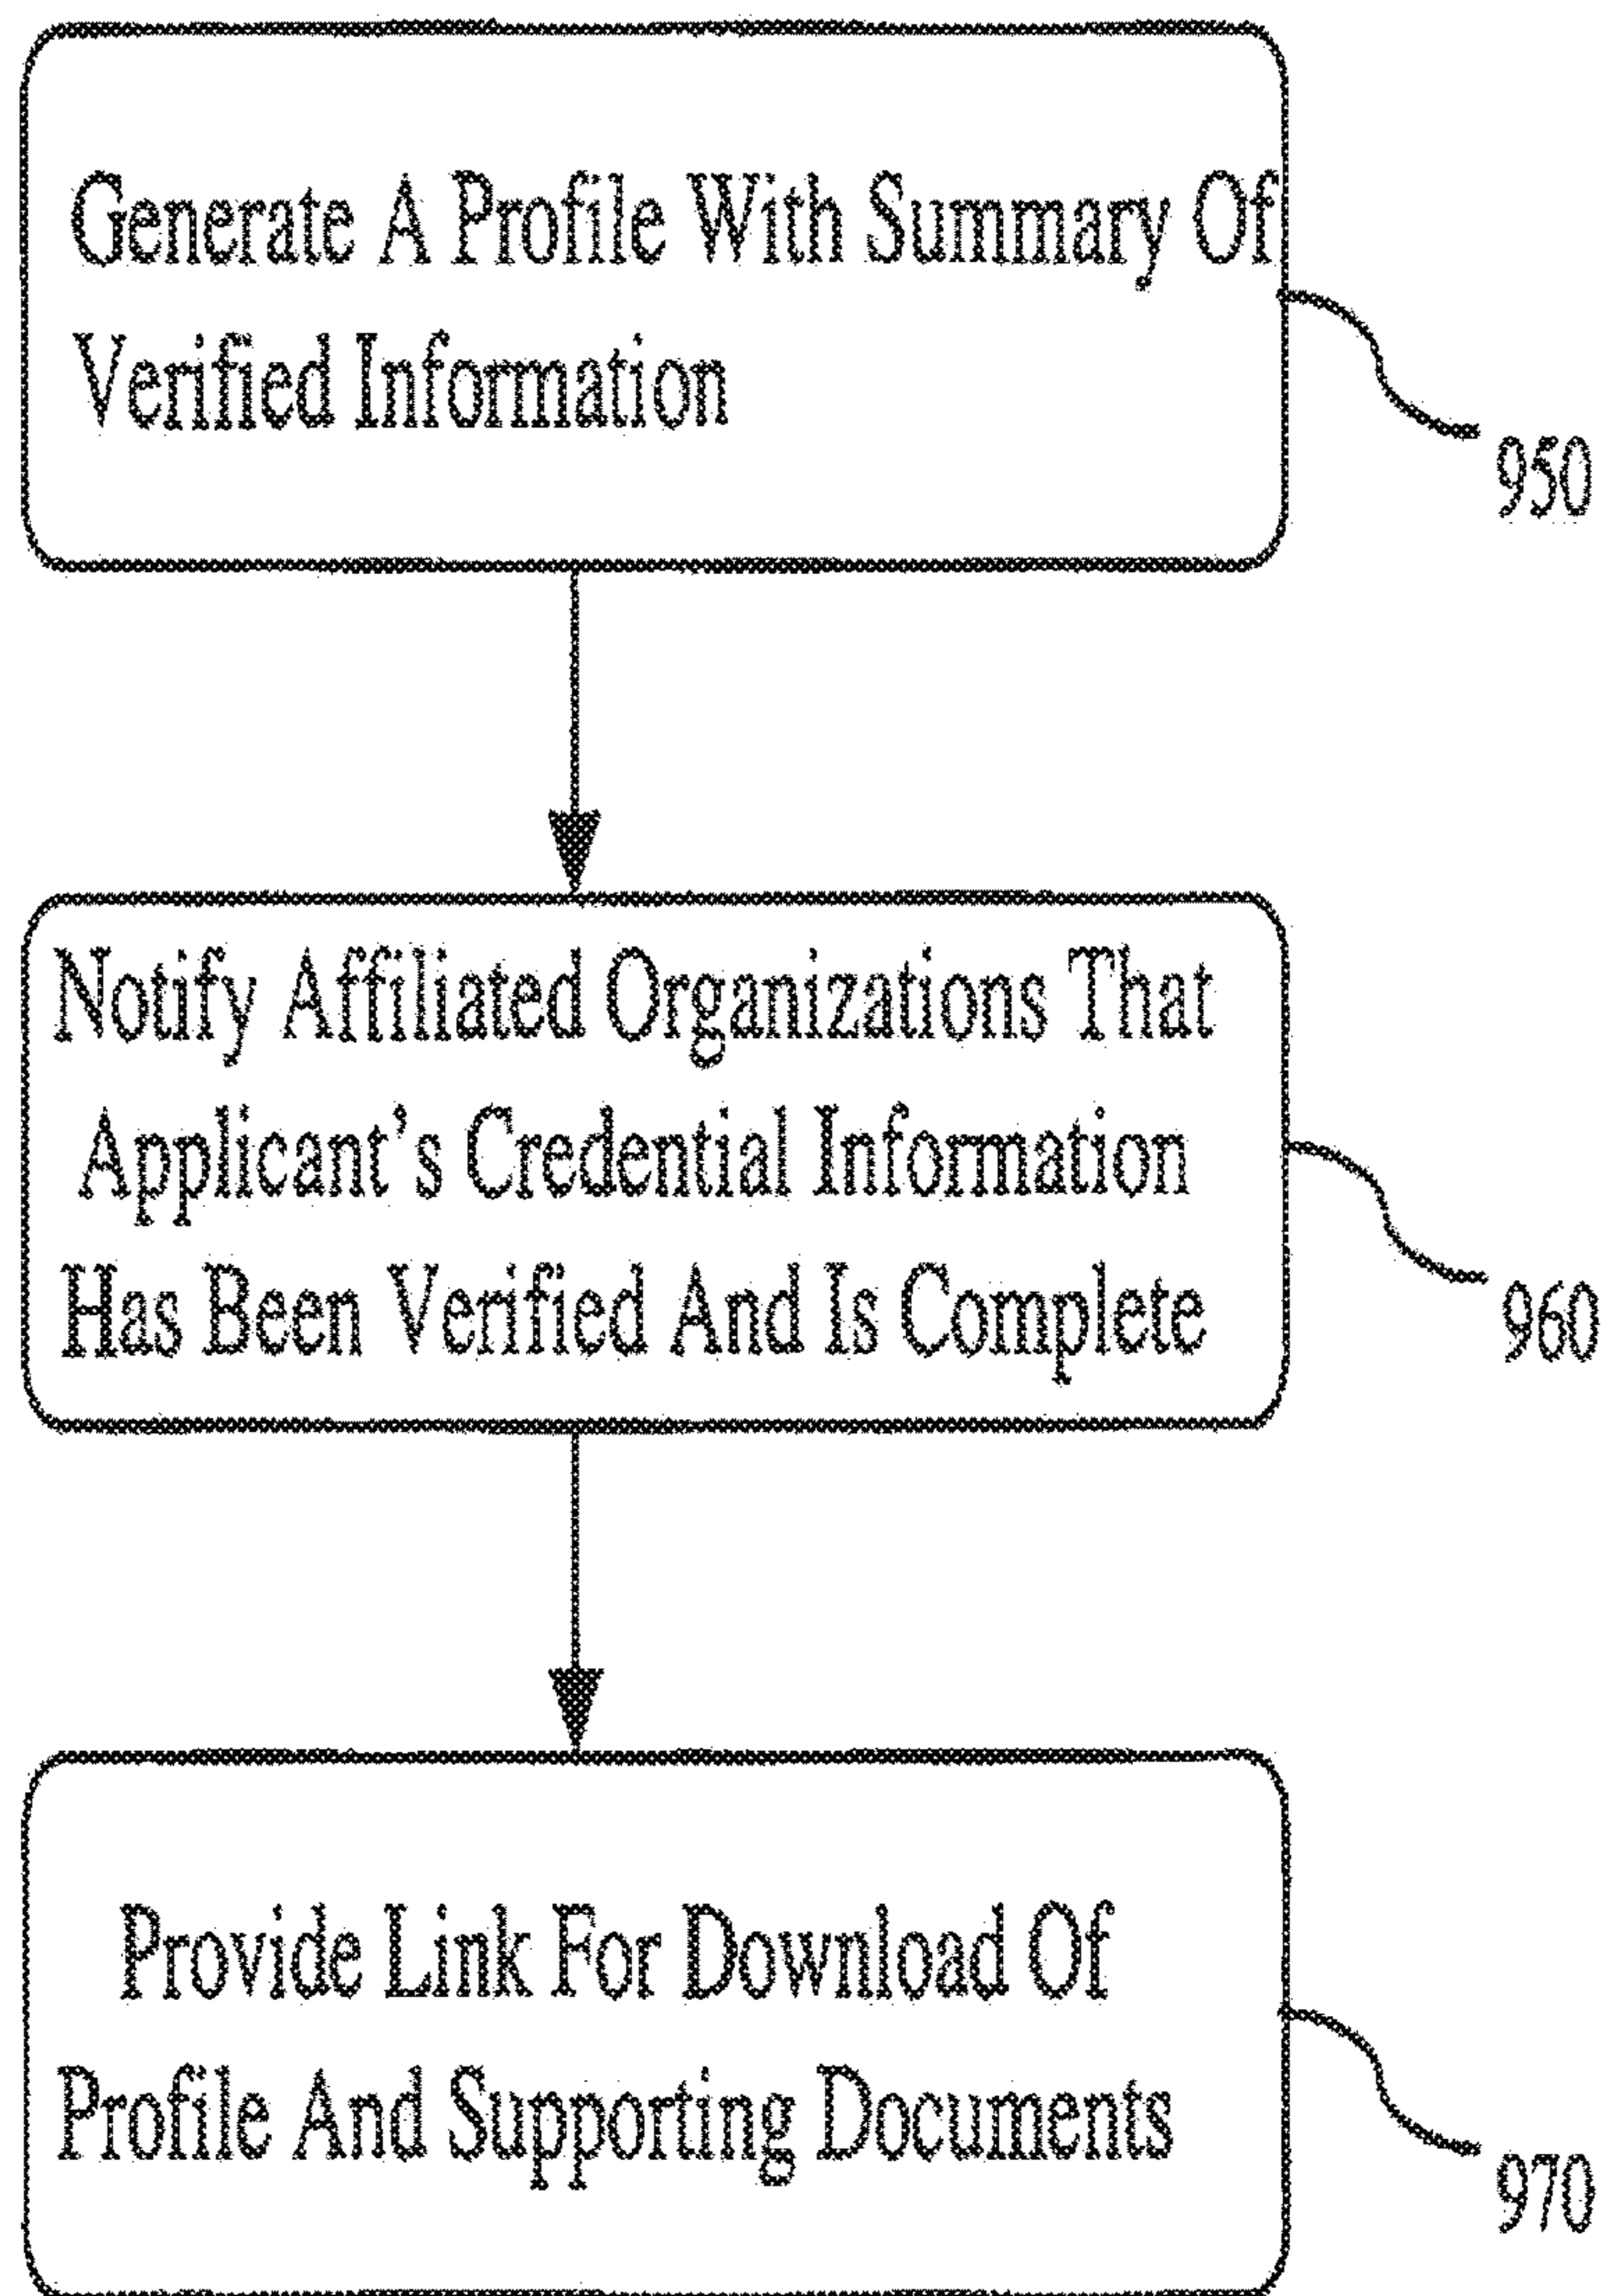 Generate A Profile With Summary Of
Verified Information
950
Notify Affiliated Organizations That
Applicant’s Credential Information
Has Been Verified And Is Complete
960
Provide Link For Download Of
Profile And Supporting Documents
970